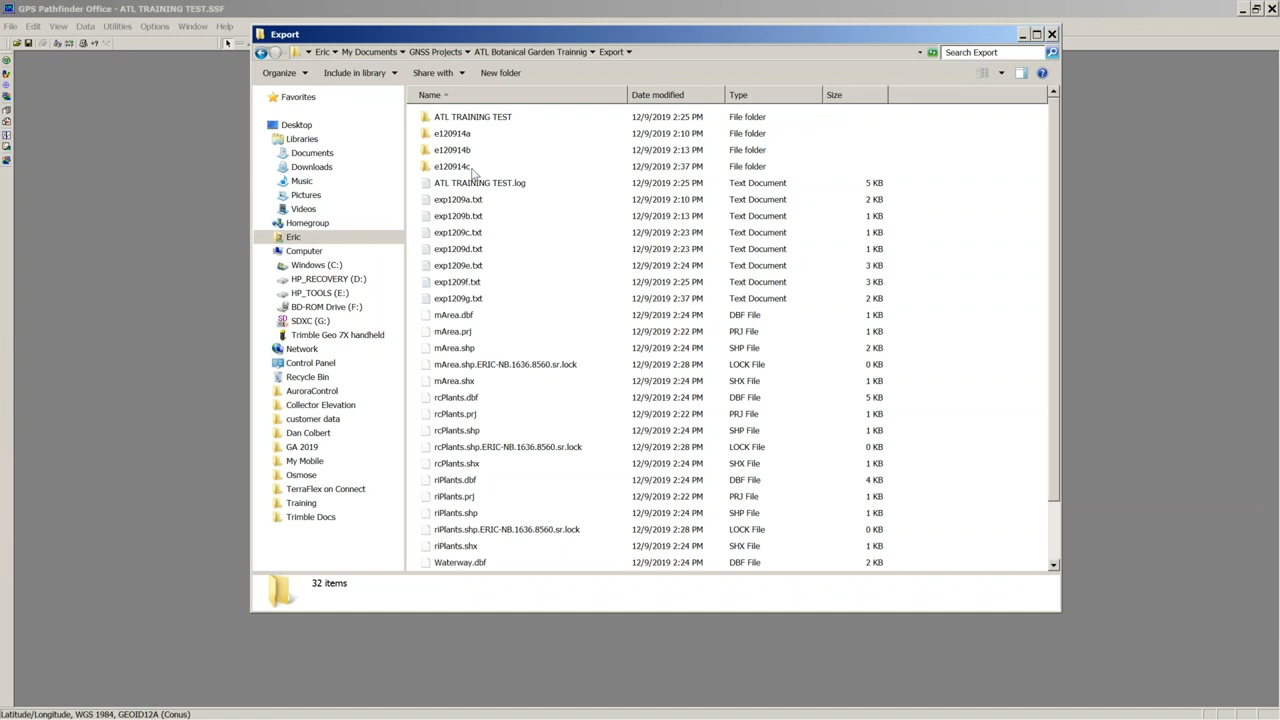 GPS Pathfinder Office - ATL TRAINING TEST.SSF
File Edit View Data Utilities Options Window Help
Export
Eric My Documents GNSS Projects ATL Botanical Garden Trainnig Export Search Export
Organize Include in library Share with New folder
Name Date modified Type Size
Favorites
Desktop
Libraries
Documents
Downloads
Music
Pictures
Videos
Homegroup
Eric
Computer
Windows (C:)
HP_RECOVERY (D:)
HP_TOOLS (E:)
BD-ROM Drive (F:)
SDXC (G:)
Trimble Geo 7X handheld
Network
Control Panel
Recycle Bin
AuroraControl
Collector Elevation
customer data
Dan Colbert
GA 2019
My Mobile
Osmose
TerraFlex on Connect
Training
Trimble Docs
ATL TRAINING TEST 12/9/2019 2:25 PM File folder
e120914a 12/9/2019 2:10 PM File folder
e120914b 12/9/2019 2:13 PM File folder
e120914c 12/9/2019 2:37 PM File folder
ATL TRAINING TEST.log 12/9/2019 2:25 PM Text Document 5 KB
exp1209a.txt 12/9/2019 2:10 PM Text Document 2 KB
exp1209b.txt 12/9/2019 2:13 PM Text Document 1 KB
exp1209c.txt 12/9/2019 2:23 PM Text Document 1 KB
exp1209d.txt 12/9/2019 2:23 PM Text Document 1 KB
exp1209e.txt 12/9/2019 2:24 PM Text Document 3 KB
exp1209f.txt 12/9/2019 2:24 PM Text Document 3 KB
exp1209g.txt 12/9/2019 2:37 PM Text Document 1 KB
mArea.dbf 12/9/2019 2:24 PM DBF File 1 KB
mArea.prj 12/9/2019 2:22 PM PRJ File 1 KB
mArea.shp 12/9/2019 2:24 PM SHP File 2 KB
mArea.shp.ERIC-NB.1636.8560.sr.lock 12/9/2019 2:24 PM LOCK File 0 KB
mArea.shx 12/9/2019 2:24 PM SHX File 1 KB
rcPlants.dbf 12/9/2019 2:24 PM DBF File 5 KB
rcPlants.prj 12/9/2019 2:22 PM PRJ File 1 KB
rcPlants.shp 12/9/2019 2:24 PM SHP File 1 KB
rcPlants.shp.ERIC-NB.1636.8560.sr.lock 12/9/2019 2:28 PM LOCK File 0 KB
rcPlants.shx 12/9/2019 2:24 PM SHX File 1 KB
riPlants.dbf 12/9/2019 2:24 PM DBF File 4 KB
riPlants.prj 12/9/2019 2:22 PM PRJ File 1 KB
riPlants.shp 12/9/2019 2:24 PM SHP File 1 KB
riPlants.shp.ERIC-NB.1636.8560.sr.lock 12/9/2019 2:28 PM LOCK File 0 KB
riPlants.shx 12/9/2019 2:24 PM SHX File 1 KB
Waterway.dbf 12/9/2019 2:24 PM DBF File 2 KB
32 items
Latitude/Longitude, WGS 1984, GEOID12A (Conus)